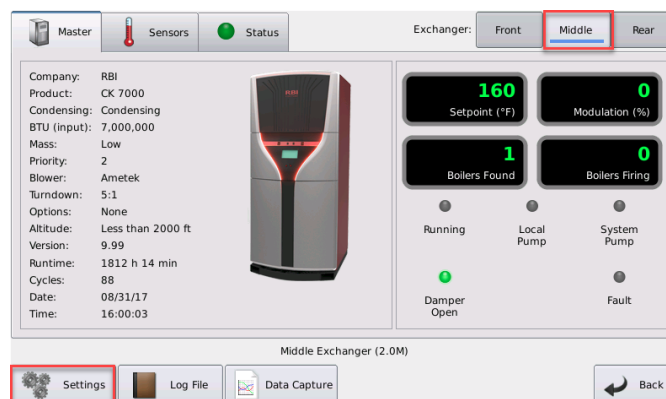 Master
Sensors
Status
Exchanger:
Front
Middle
Rear
Company: RBI
Product: CK 7000
Condensing: Condensing
BTU (input): 7,000,000
Mass: Low
Priority: 2
Blower: Ametek
Turndown: 5:1
Options: None
Altitude: Less than 2000 ft
Version: 9.99
Runtime: 1812 h 14 min
Cycles: 88
Date: 08/31/17
Time: 16:00:03
160
Setpoint (°F)
0
Modulation (%)
1
Boilers Found
0
Boilers Firing
Running
Local
Pump
System
Pump
Damper
Open
Fault
Middle Exchanger (2.0M)
Settings
Log File
Data Capture
Back